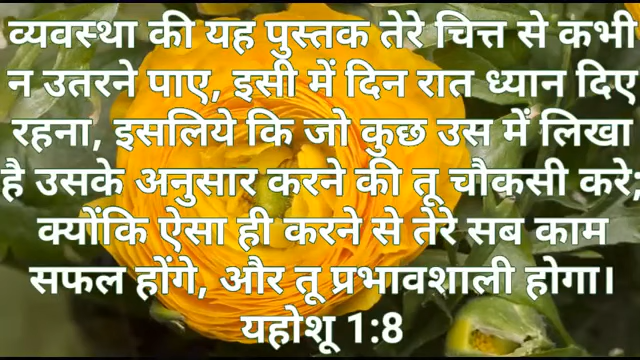 व्यवस्था की यह पुस्तक तेरे चित्त से कभी
न उतरने पाए, इसी में दिन रात ध्यान दिए
रहना, इसलिये कि जो कुछ उस में लिखा
है उसके अनुसार करने की तू चौकसी करे;
क्योंकि ऐसा ही करने से तेरे सब काम
सफल होंगे, और तू प्रभावशाली होगा।
यहोशू 1:8